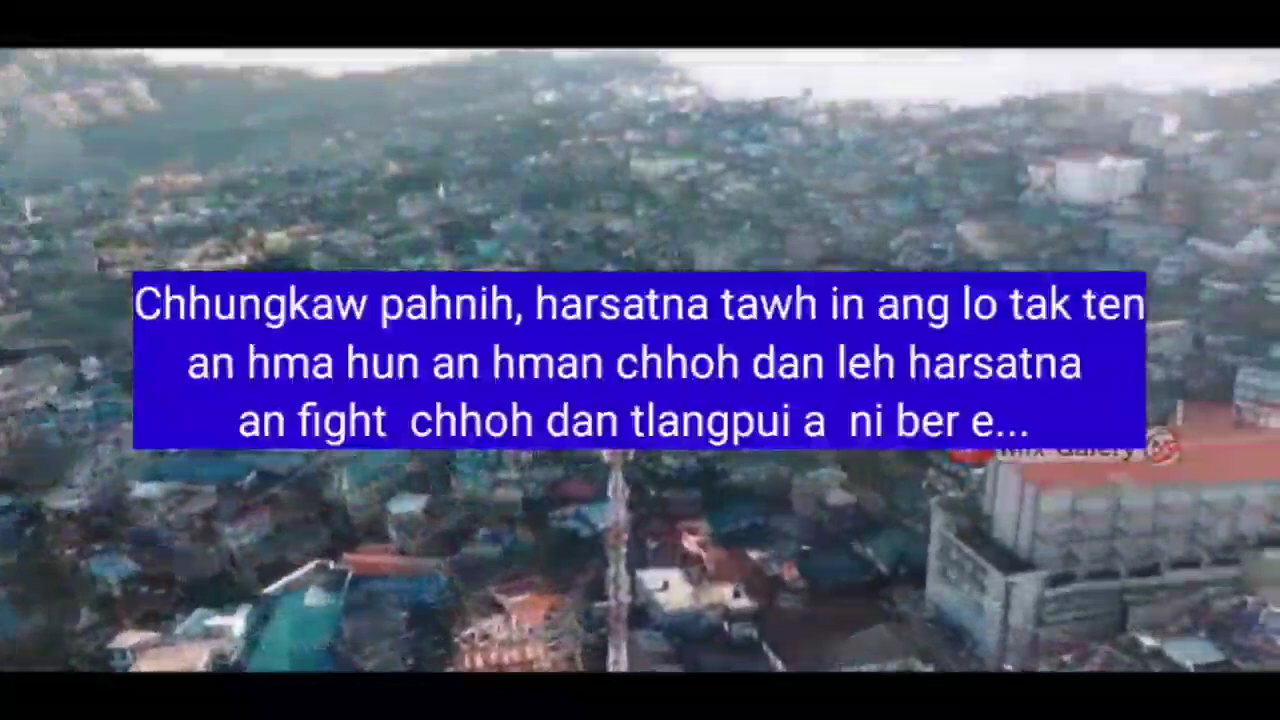 Chhungkaw pahnih, harsatna tawh in ang lo tak ten
an hma hun an hman chhoh dan leh harsatna
an fight chhoh dan tlangpui a ni ber e...